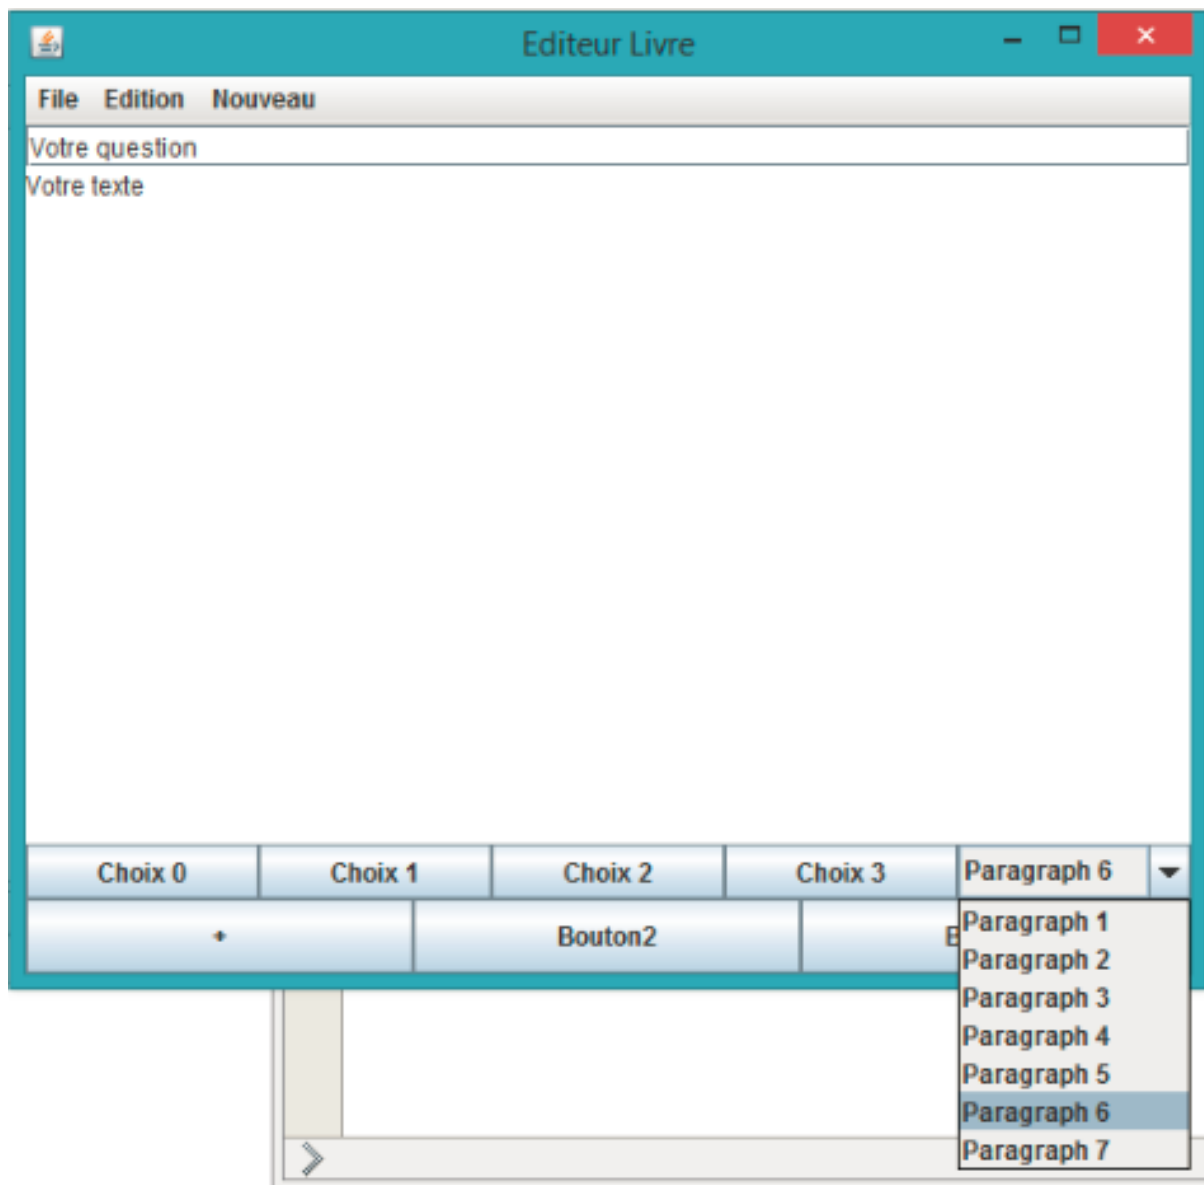 Editeur Livre
File Edition Nouveau
Votre question
Votre texte
Choix 0 Choix 1 Choix 2 Choix 3 Paragraph 6
+ Bouton2
Paragraph 1
Paragraph 2
Paragraph 3
Paragraph 4
Paragraph 5
Paragraph 6
Paragraph 7